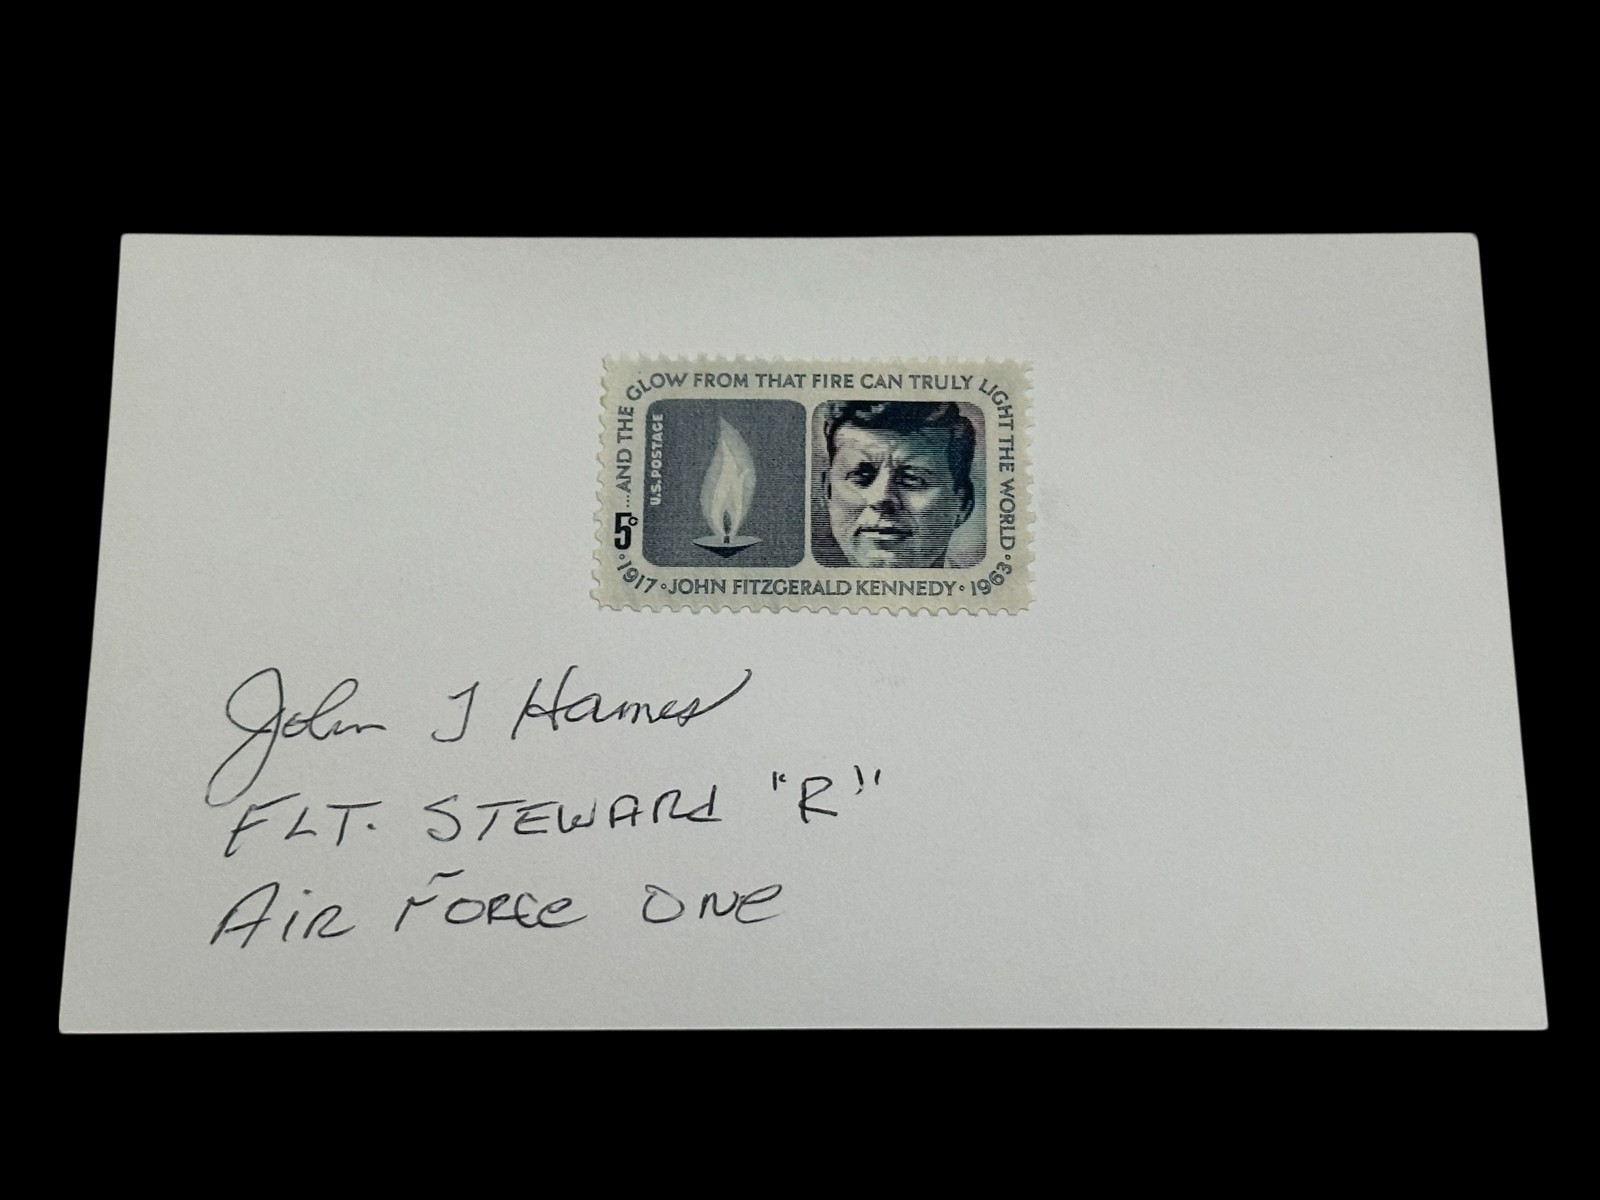 ...AND THE GLOW FROM THAT FIRE CAN TRULY LIGHT THE WORLD
U.S. POSTAGE
5c
1917 • JOHN FITZGERALD KENNEDY • 1963
John J Hames
FLT. STEWARd "R"
AiR FoRce ONe